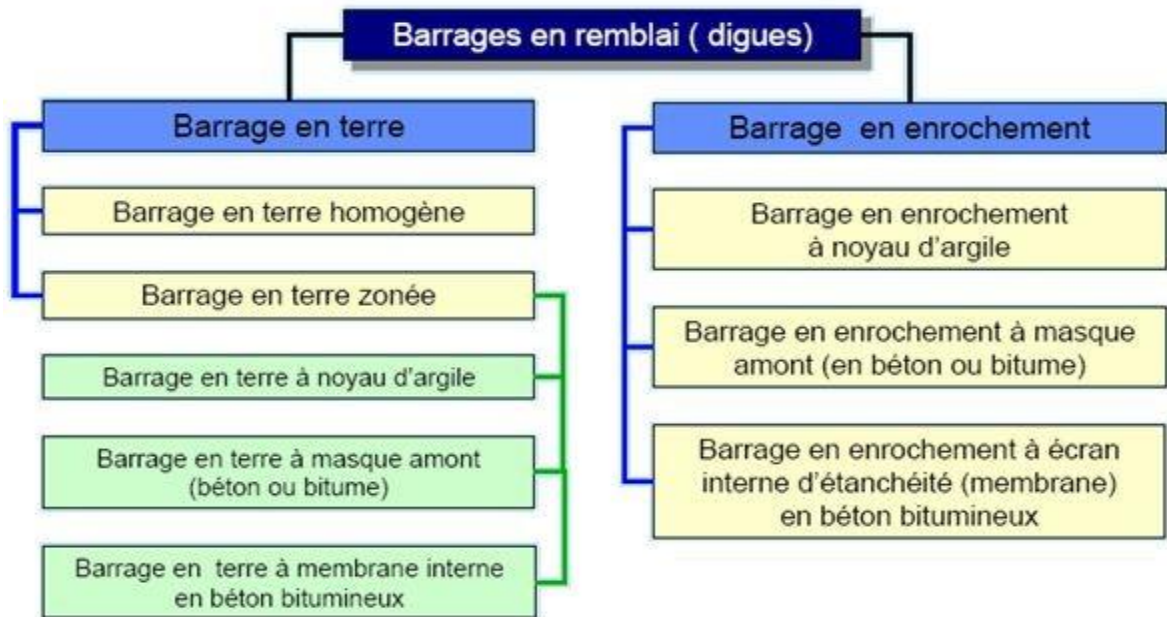 Barrages en remblai ( digues)
Barrage en terre
Barrage en terre homogène
Barrage en terre zonée
Barrage en terre à noyau d'argile
Barrage en terre à masque amont
(béton ou bitume)
Barrage en terre à membrane interne
en béton bitumineux
Barrage en enrochement
Barrage en enrochement
à noyau d'argile
Barrage en enrochement à masque
amont (en béton ou bitume)
Barrage en enrochement à écran
interne d'étanchéité (membrane)
en béton bitumineux